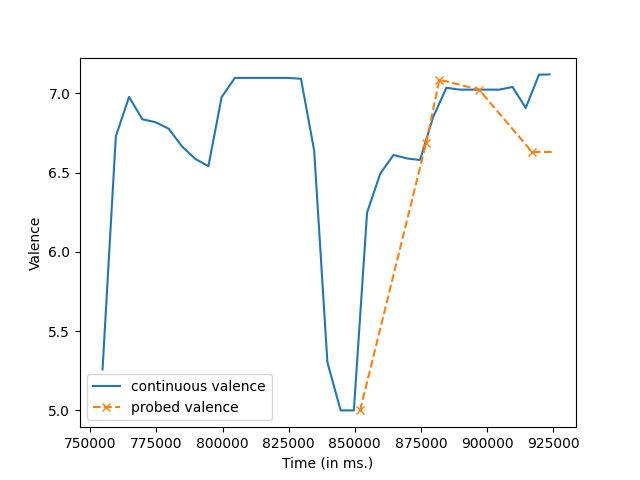 7.0
6.5
6.0
5.5
5.0
Valence
continuous valence
probed valence
750000 775000 800000 825000 850000 875000 900000 925000
Time (in ms.)